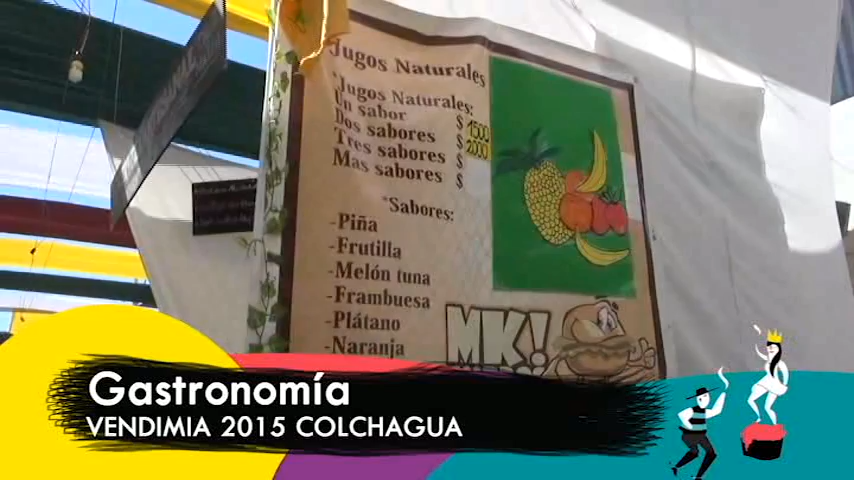 Jugos Naturales
*Jugos Naturales:
Un sabor $ 1500
Dos sabores $ 2000
Tres sabores $
Mas sabores $
*Sabores:
-Piña
-Frutilla
-Melón tuna
-Frambuesa
-Plátano
-Naranja
MK!
Gastronomía
VENDIMIA 2015 COLCHAGUA